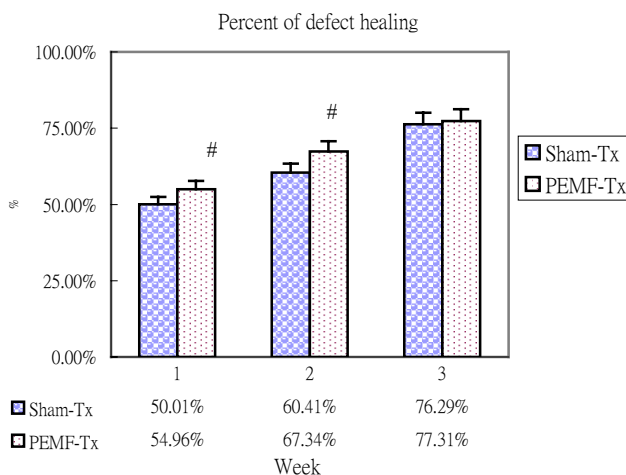 Percent of defect healing
100.00%
75.00%
50.00%
25.00%
0.00%
%
#
#
Sham-Tx
PEMF-Tx
1 2 3
Sham-Tx 50.01% 60.41% 76.29%
PEMF-Tx 54.96% 67.34% 77.31%
Week